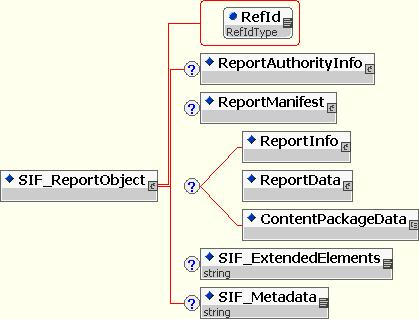 RefId
RefIdType
? ReportAuthorityInfo
? ReportManifest
ReportInfo
SIF_ReportObject
? ReportData
ContentPackageData
? SIF_ExtendedElements
string
? SIF_Metadata
string